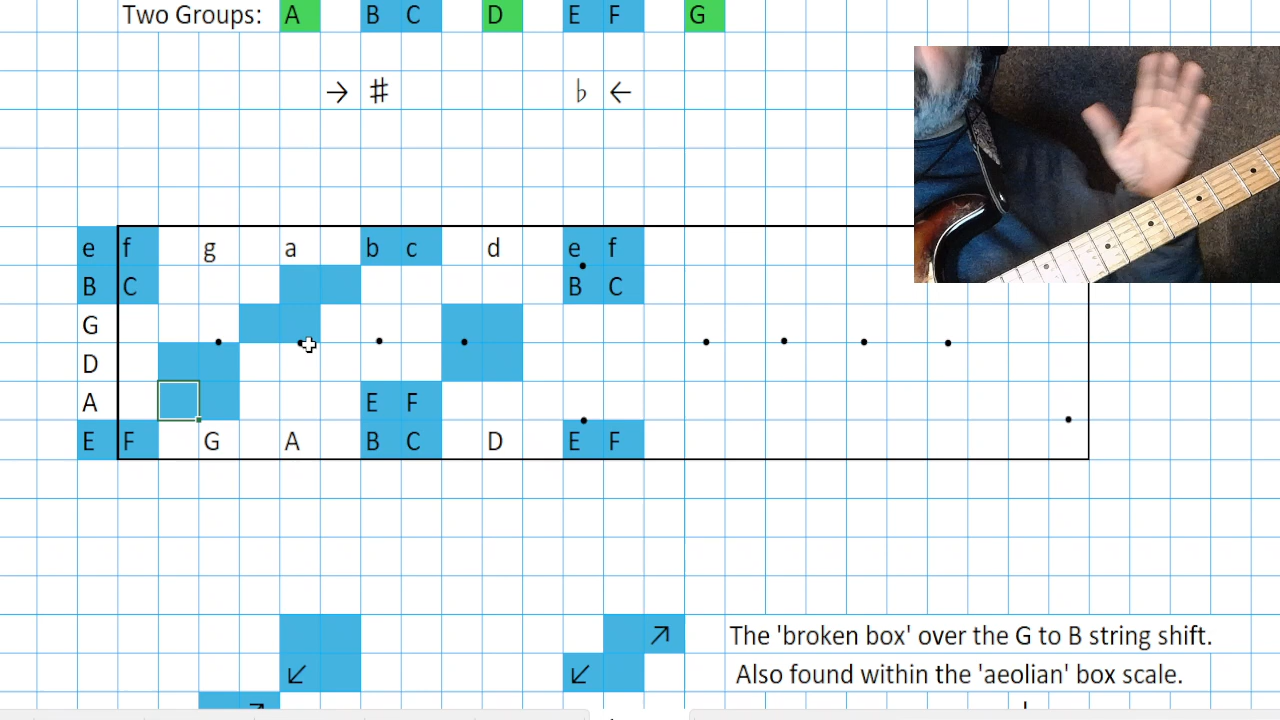 Two Groups: A B C D E F G
→ ♯ ♭ ←
e f g a b c d e f
B C B C
G
D
A E F
E F G A B C D E F
↗
The 'broken box' over the G to B string shift.
↙ ↙
Also found within the 'aeolian' box scale.